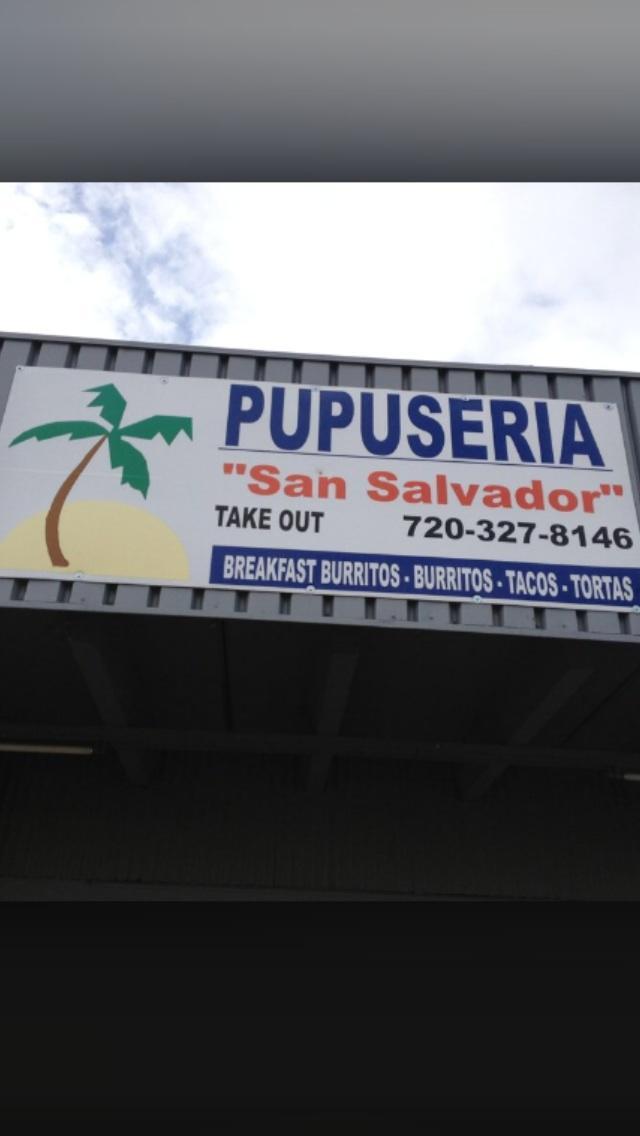 PUPUSERIA
"San Salvador"
TAKE OUT 720-327-8146
BREAKFAST BURRITOS - BURRITOS - TACOS - TORTAS